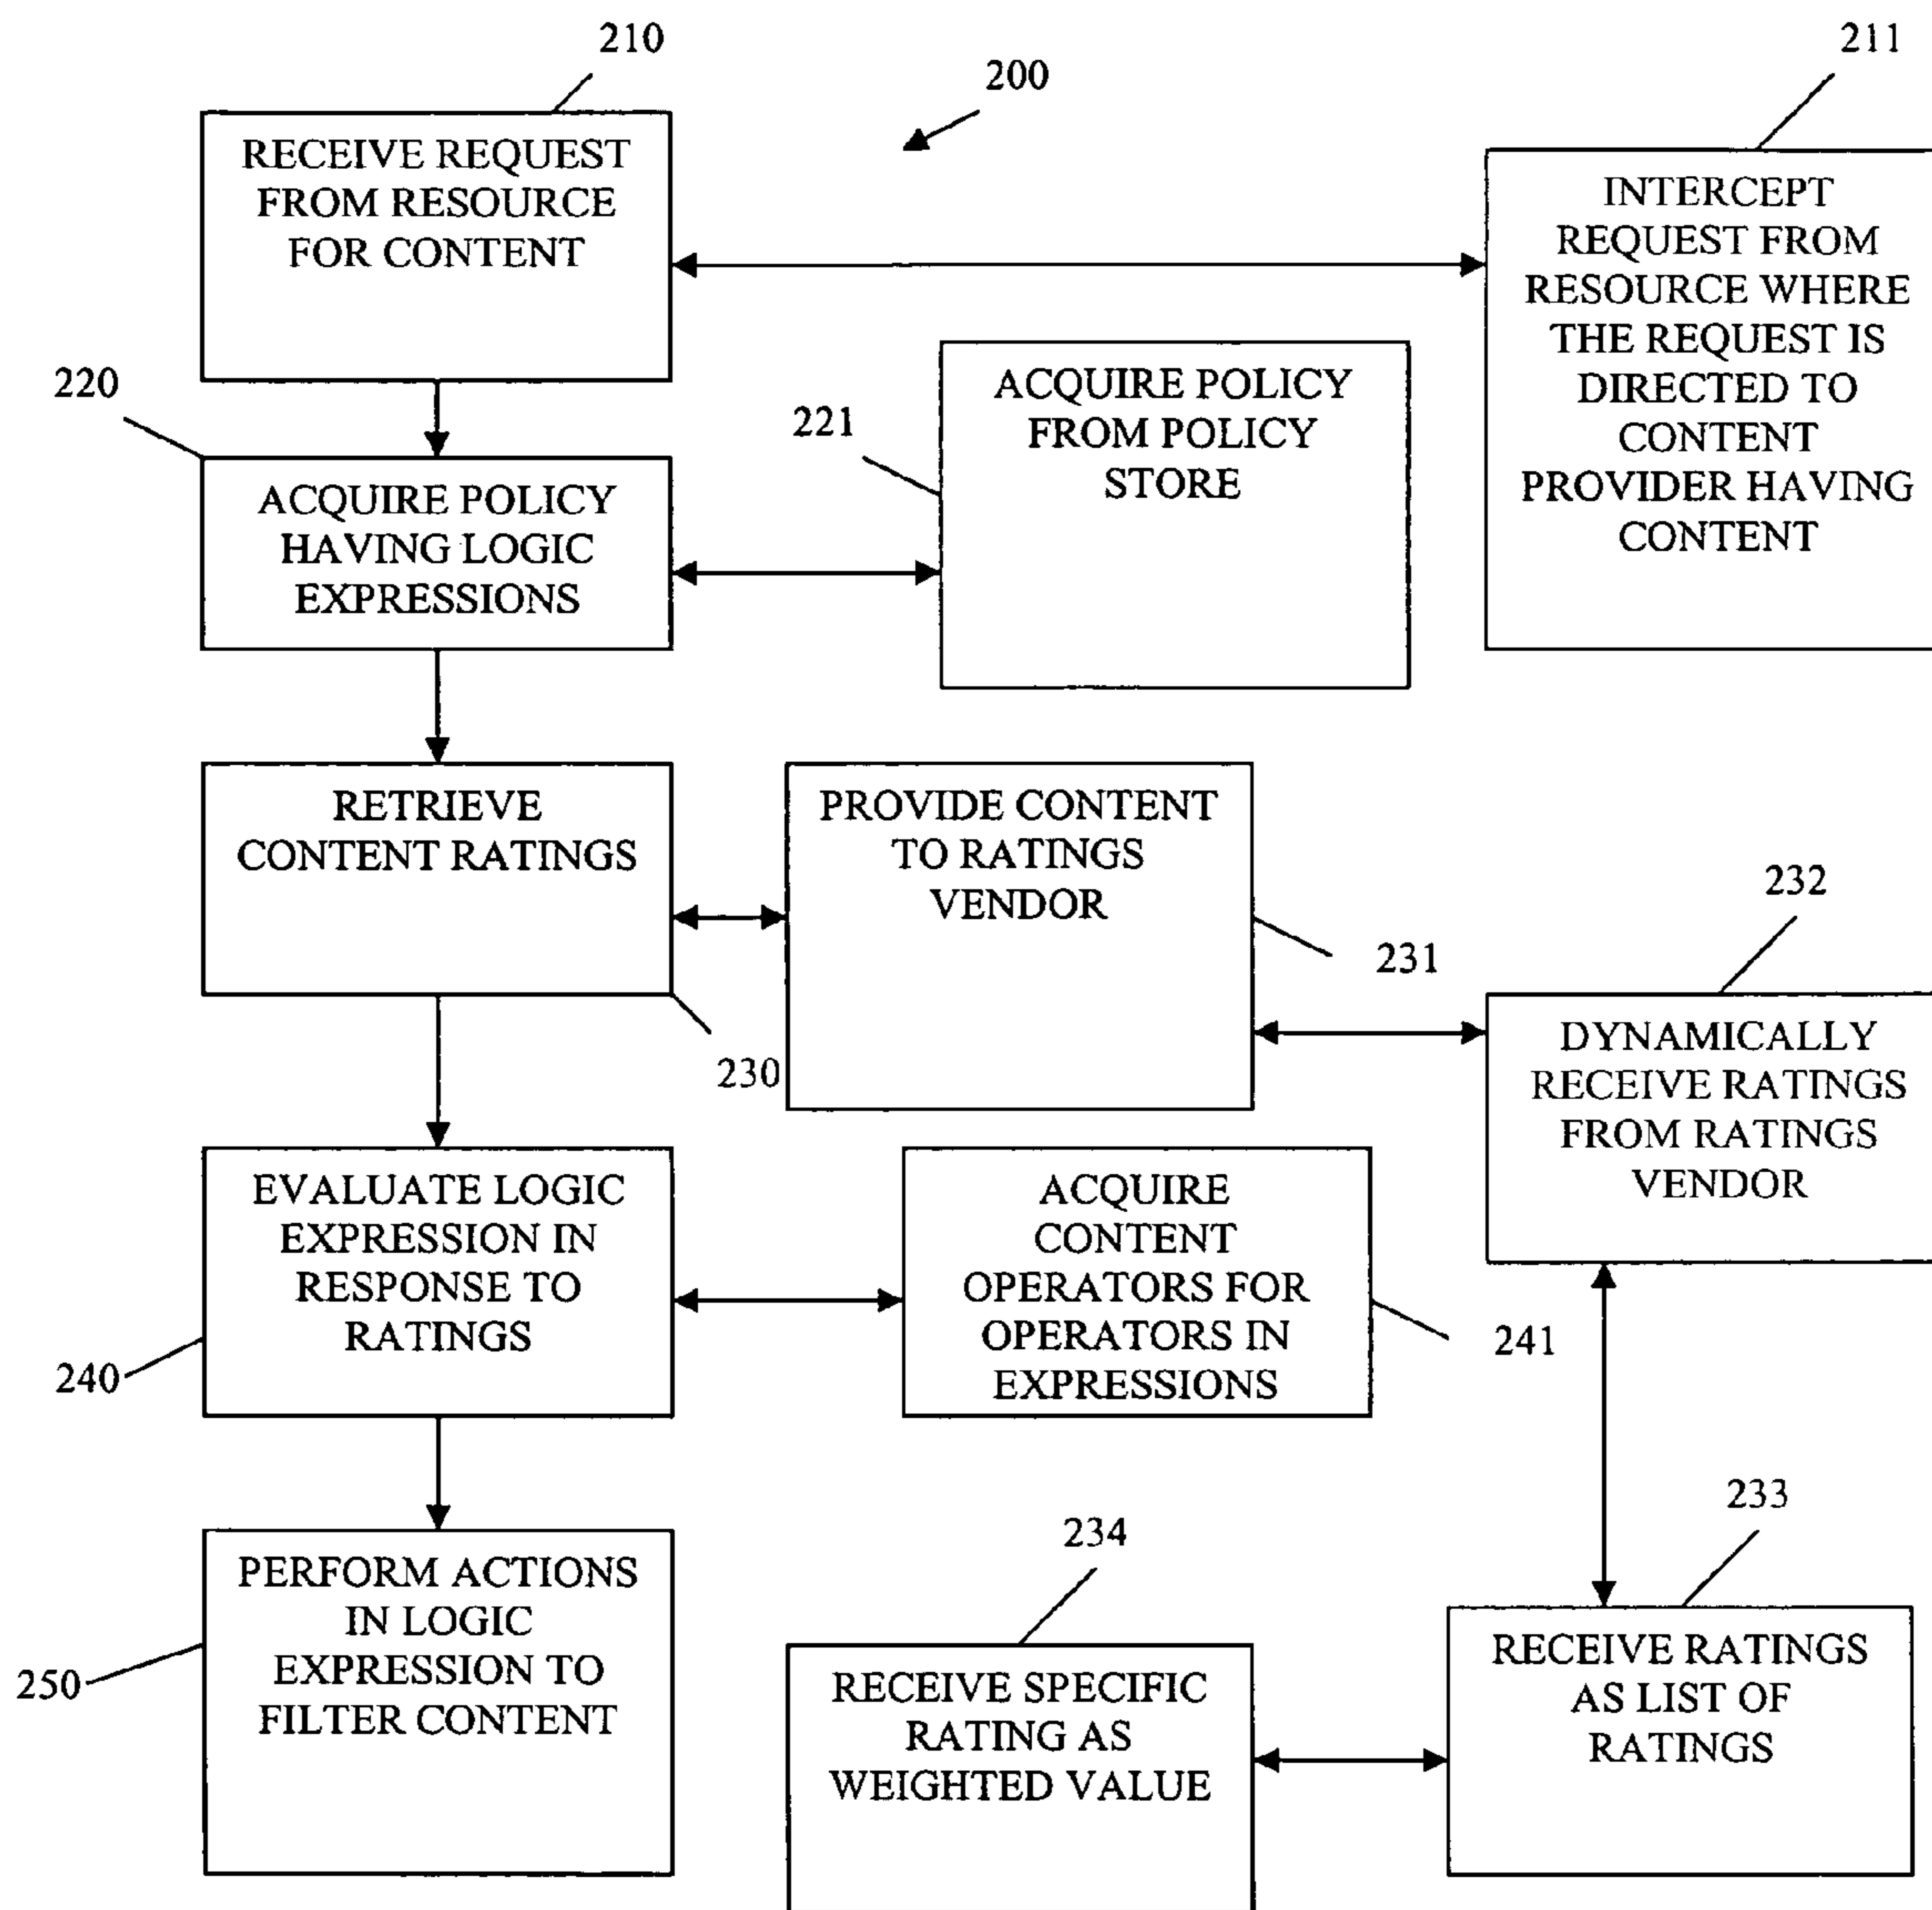 210
200
211
RECEIVE REQUEST
FROM RESOURCE
FOR CONTENT
INTERCEPT
REQUEST FROM
RESOURCE WHERE
THE REQUEST IS
DIRECTED TO
CONTENT
PROVIDER HAVING
CONTENT
220
ACQUIRE POLICY
HAVING LOGIC
EXPRESSIONS
221
ACQUIRE POLICY
FROM POLICY
STORE
RETRIEVE
CONTENT RATINGS
230
PROVIDE CONTENT
TO RATINGS
VENDOR
231
232
DYNAMICALLY
RECEIVE RATINGS
FROM RATINGS
VENDOR
EVALUATE LOGIC
EXPRESSION IN
RESPONSE TO
RATINGS
240
ACQUIRE
CONTENT
OPERATORS FOR
OPERATORS IN
EXPRESSIONS
241
233
RECEIVE RATINGS
AS LIST OF
RATINGS
234
RECEIVE SPECIFIC
RATING AS
WEIGHTED VALUE
PERFORM ACTIONS
IN LOGIC
EXPRESSION TO
FILTER CONTENT
250